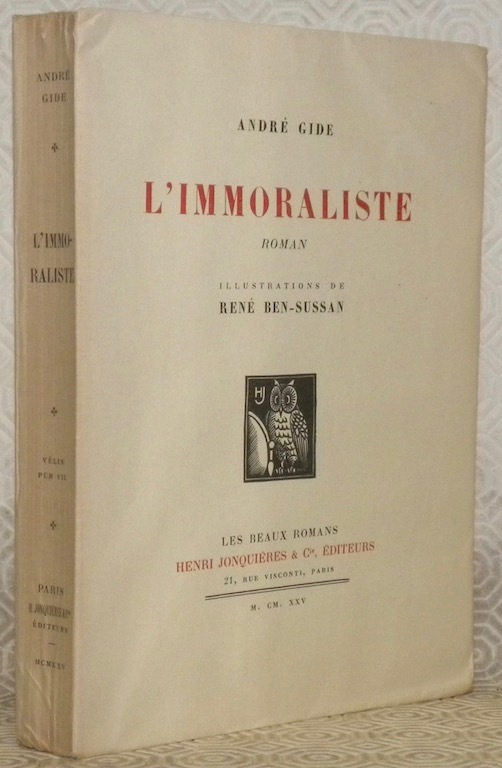 ANDRÉ
GIDE
L'IMMO-
RALISTE
VÉLIN
PUR FIL
PARIS
H. JONQUIÈRES & Cie
ÉDITEURS
MCMXXV
ANDRÉ GIDE
L'IMMORALISTE
ROMAN
ILLUSTRATIONS DE
RENÉ BEN-SUSSAN
HJ
LES BEAUX ROMANS
HENRI JONQUIÈRES & Cie, ÉDITEURS
21, RUE VISCONTI, PARIS
M. CM. XXV